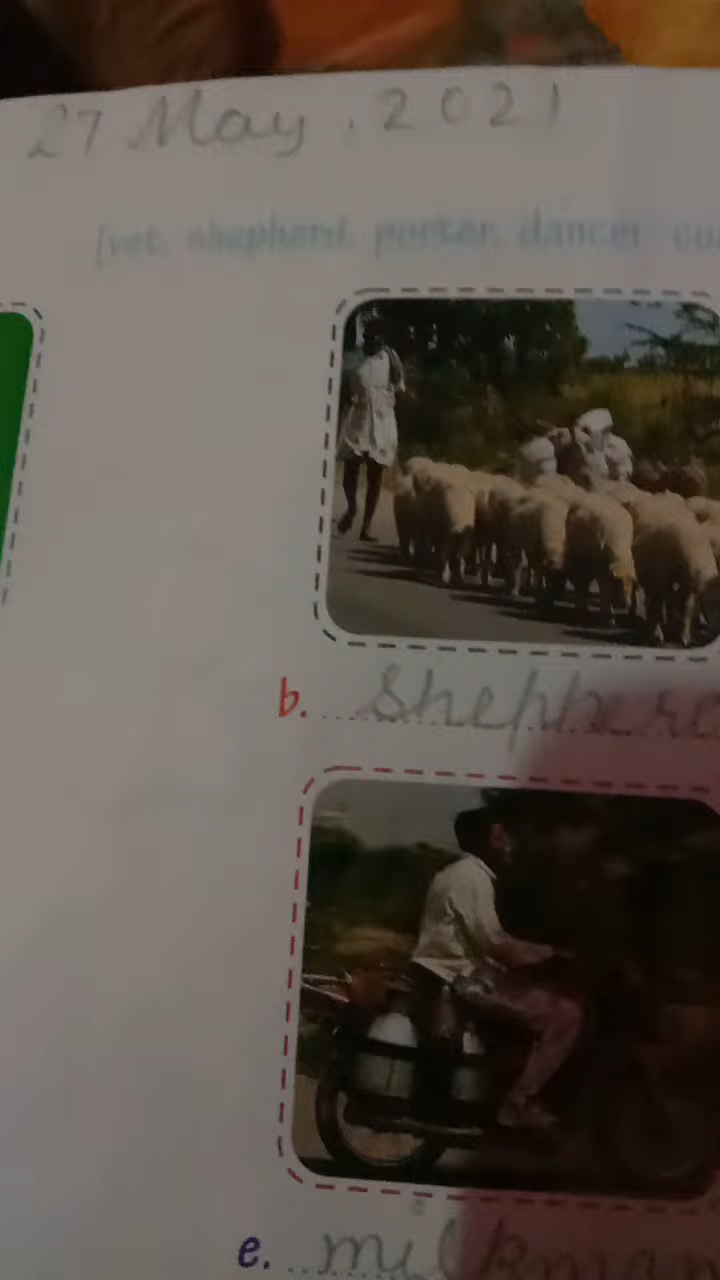 27 May, 2021
[vet, shepherd, porter, dancer
b. Shepherd
e. milkman